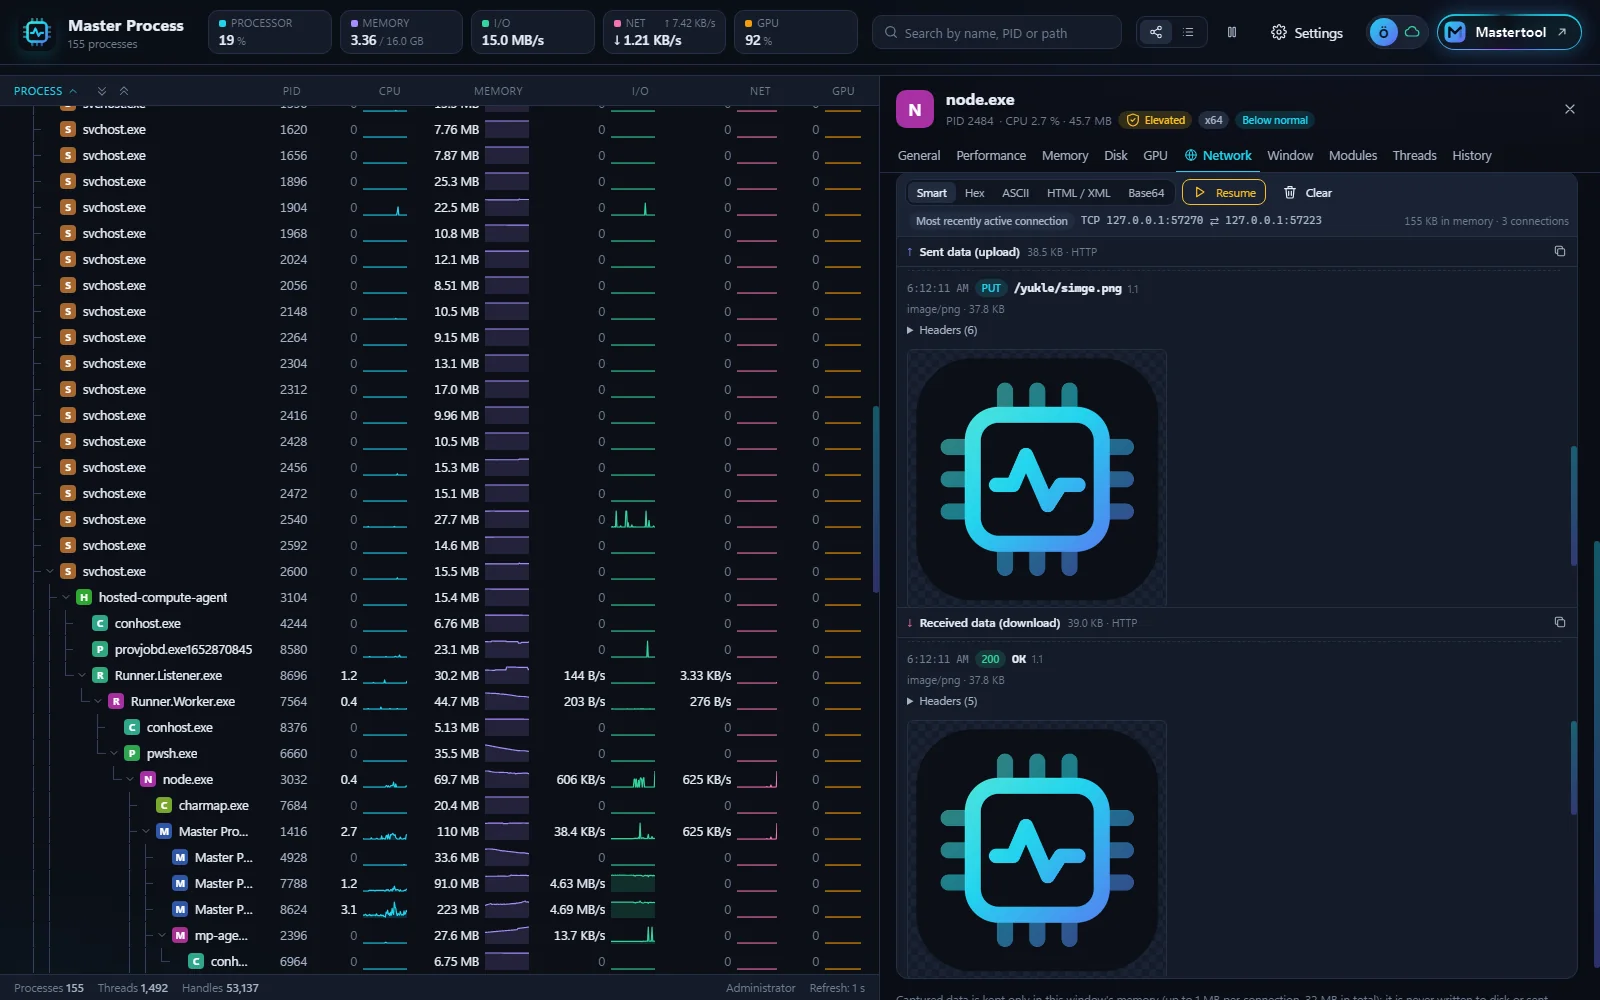 Master Process
155 processes
PROCESSOR
19 %
MEMORY
3.36 / 16.0 GB
I/O
15.0 MB/s
NET ↑ 7.42 KB/s
↓ 1.21 KB/s
GPU
92 %
Search by name, PID or path
Settings
ö
Mastertool ↗
PROCESS PID CPU MEMORY I/O NET GPU
S svchost.exe 1620 0 7.76 MB 0 0 0
S svchost.exe 1656 0 7.87 MB 0 0 0
S svchost.exe 1896 0 25.3 MB 0 0 0
S svchost.exe 1904 0 22.5 MB 0 0 0
S svchost.exe 1968 0 10.8 MB 0 0 0
S svchost.exe 2024 0 12.1 MB 0 0 0
S svchost.exe 2056 0 8.51 MB 0 0 0
S svchost.exe 2148 0 10.5 MB 0 0 0
S svchost.exe 2264 0 9.15 MB 0 0 0
S svchost.exe 2304 0 13.1 MB 0 0 0
S svchost.exe 2312 0 17.0 MB 0 0 0
S svchost.exe 2416 0 9.96 MB 0 0 0
S svchost.exe 2428 0 10.5 MB 0 0 0
S svchost.exe 2456 0 15.3 MB 0 0 0
S svchost.exe 2472 0 15.1 MB 0 0 0
S svchost.exe 2540 0 27.7 MB 0 0 0
S svchost.exe 2592 0 14.6 MB 0 0 0
S svchost.exe 2600 0 15.5 MB 0 0 0
H hosted-compute-agent 3104 0 15.4 MB 0 0 0
C conhost.exe 4244 0 6.76 MB 0 0 0
P provjobd.exe1652870845 8580 0 23.1 MB 0 0 0
R Runner.Listener.exe 8696 1.2 30.2 MB 144 B/s 3.33 KB/s 0
R Runner.Worker.exe 7564 0.4 44.7 MB 203 B/s 276 B/s 0
C conhost.exe 8376 0 5.13 MB 0 0 0
P pwsh.exe 6660 0 35.5 MB 0 0 0
N node.exe 3032 0.4 69.7 MB 606 KB/s 625 KB/s 0
C charmap.exe 7684 0 20.4 MB 0 0 0
M Master Pro... 1416 2.7 110 MB 38.4 KB/s 625 KB/s 0
M Master P... 4928 0 33.6 MB 0 0 0
M Master P... 7788 1.2 91.0 MB 4.63 MB/s 0 0
M Master P... 8624 3.1 223 MB 4.69 MB/s 0 0
M mp-age... 2396 0 27.6 MB 13.7 KB/s 0 0
C conh... 6964 0 6.75 MB 0 0 0
Processes 155 Threads 1,492 Handles 53,137 Administrator Refresh: 1 s
N node.exe
PID 2484 · CPU 2.7 % · 45.7 MB Elevated x64 Below normal
General Performance Memory Disk GPU Network Window Modules Threads History
Smart Hex ASCII HTML / XML Base64 Resume Clear
Most recently active connection TCP 127.0.0.1:57270 ⇄ 127.0.0.1:57223 155 KB in memory · 3 connections
↑ Sent data (upload) 38.5 KB · HTTP
6:12:11 AM PUT /yukle/simge.png 1.1
image/png · 37.8 KB
Headers (6)
↓ Received data (download) 39.0 KB · HTTP
6:12:11 AM 200 OK 1.1
image/png · 37.8 KB
Headers (5)